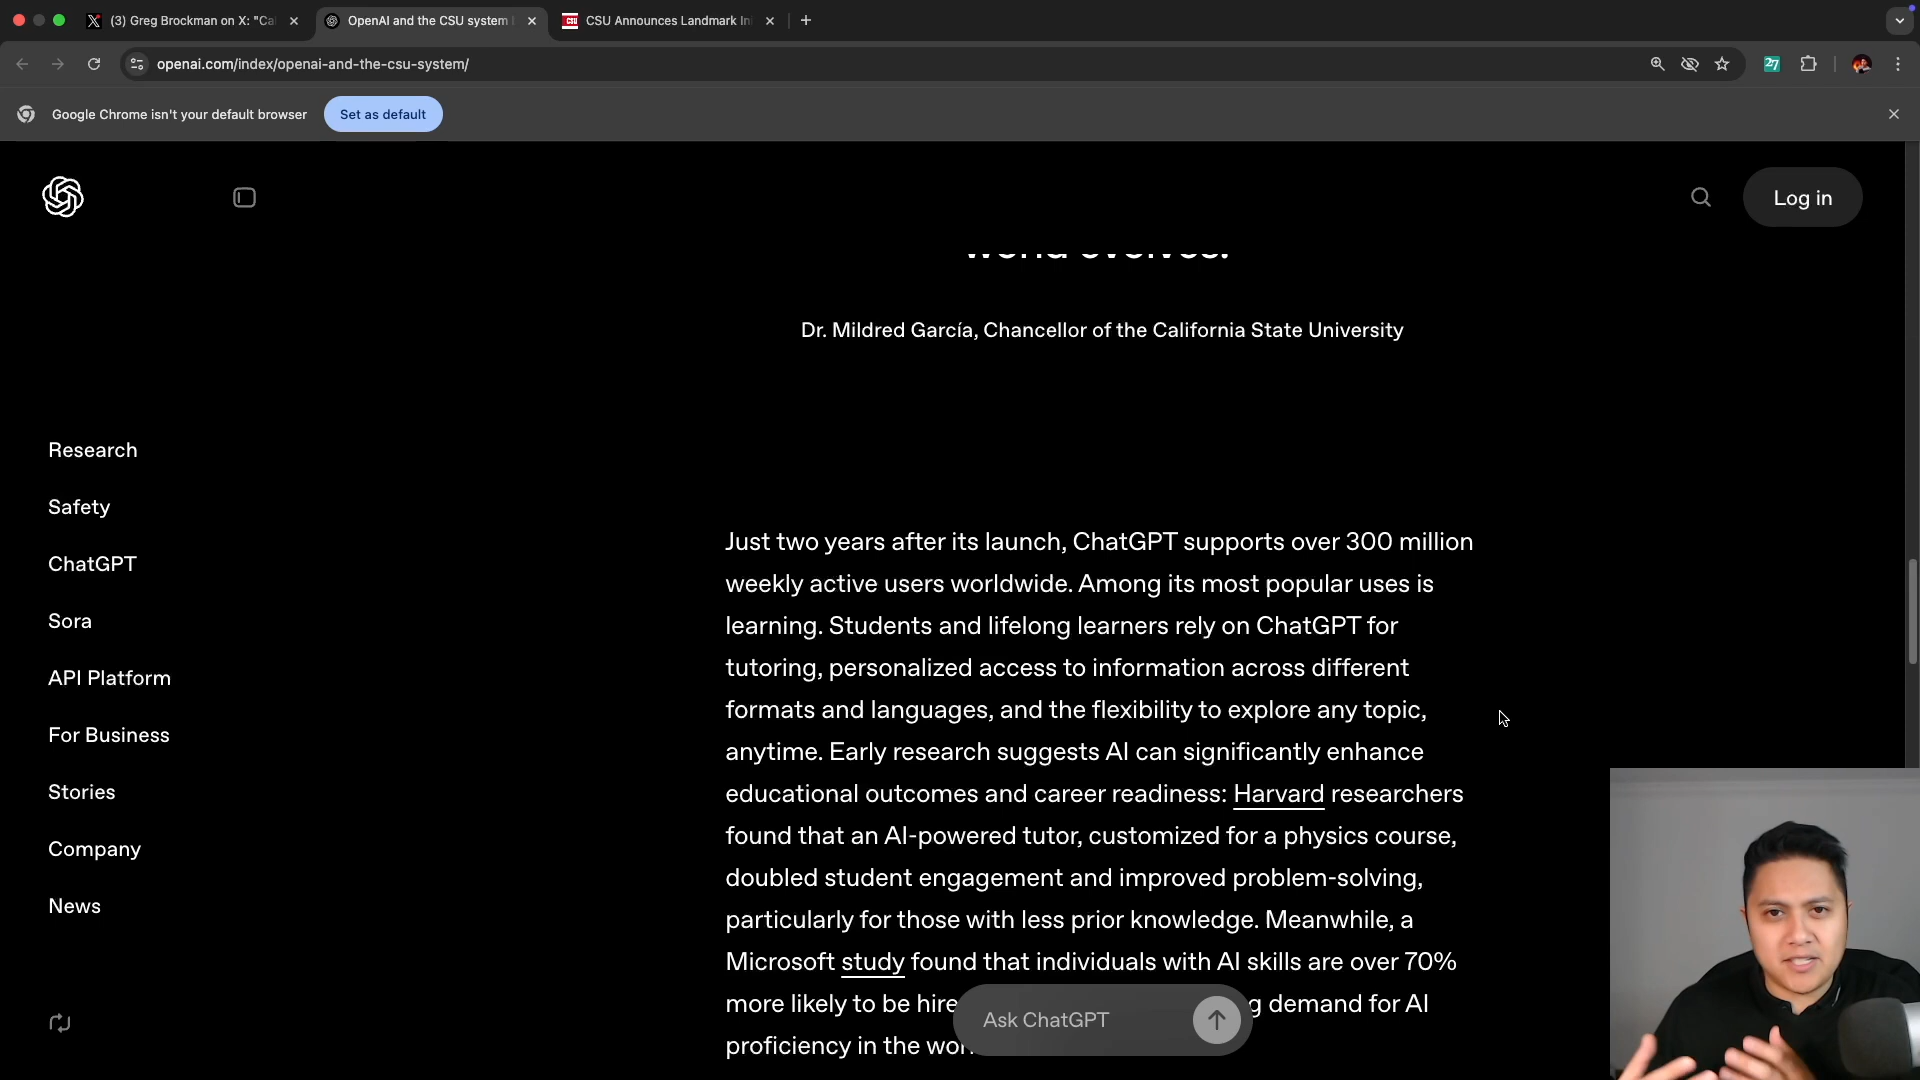 (3) Greg Brockman on X: "Ca
OpenAI and the CSU system
CSU Announces Landmark In
openai.com/index/openai-and-the-csu-system/
27
Google Chrome isn't your default browser
Set as default
Log in
world evolves.
Dr. Mildred García, Chancellor of the California State University
Research
Safety
ChatGPT
Sora
API Platform
For Business
Stories
Company
News
Just two years after its launch, ChatGPT supports over 300 million
weekly active users worldwide. Among its most popular uses is
learning. Students and lifelong learners rely on ChatGPT for
tutoring, personalized access to information across different
formats and languages, and the flexibility to explore any topic,
anytime. Early research suggests AI can significantly enhance
educational outcomes and career readiness: Harvard researchers
found that an AI-powered tutor, customized for a physics course,
doubled student engagement and improved problem-solving,
particularly for those with less prior knowledge. Meanwhile, a
Microsoft study found that individuals with AI skills are over 70%
more likely to be hire g demand for AI
proficiency in the wor
Ask ChatGPT